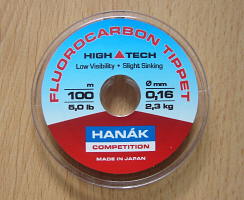 FLUOROCARBON TIPPET
HIGH TECH
Low Visibility • Slight Sinking
m Ø mm
100 0,16
5,0 lb 2,3 kg
HANÁK
COMPETITION
MADE IN JAPAN